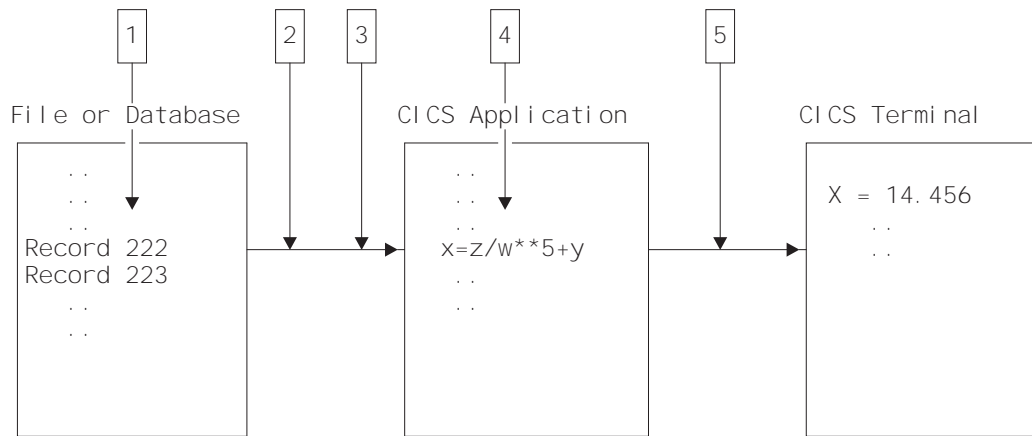 1 2 3 4 5
File or Database CICS Application CICS Terminal
..
..
..
Record 222
Record 223
..
..
..
..
..
x=z/w**5+y
..
..
X = 14.456
..
..